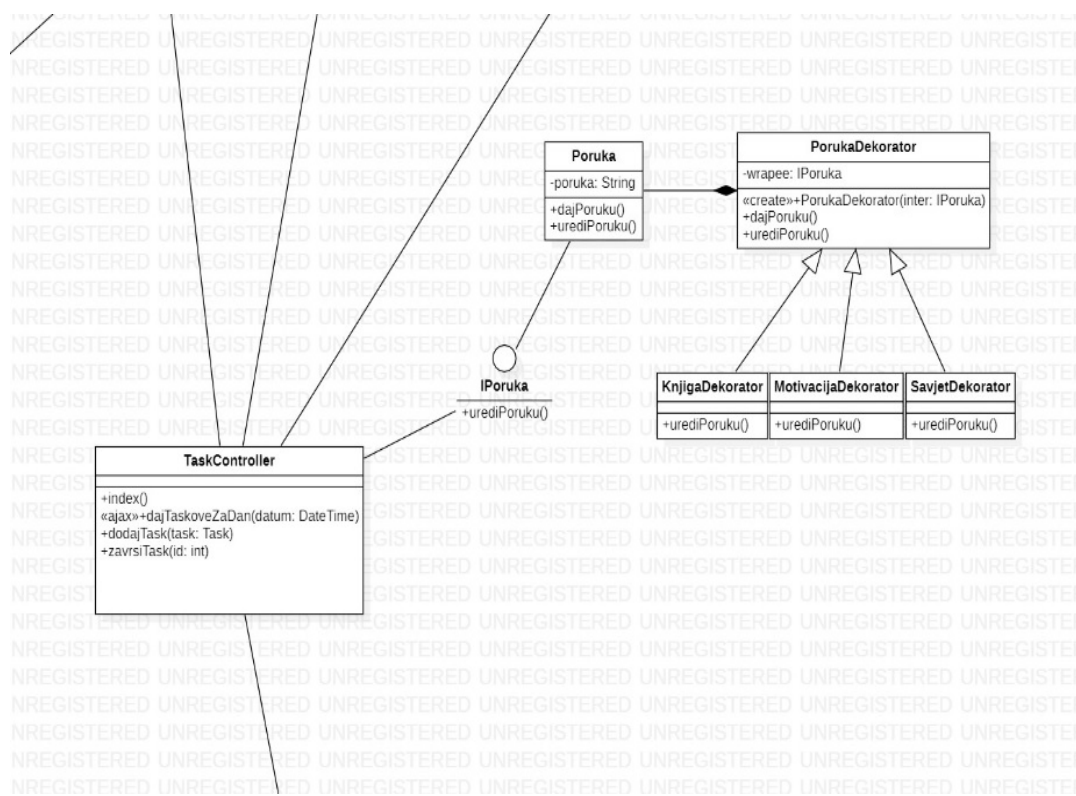 Poruka
-poruka: String
+dajPoruku()
+urediPoruku()
PorukaDekorator
-wrapee: IPoruka
«create»+PorukaDekorator(inter: IPoruka)
+dajPoruku()
+urediPoruku()
IPoruka
+urediPoruku()
KnjigaDekorator
+urediPoruku()
MotivacijaDekorator
+urediPoruku()
SavjetDekorator
+urediPoruku()
TaskController
+index()
«ajax»+dajTaskoveZaDan(datum: DateTime)
+dodajTask(task: Task)
+zavrsiTask(id: int)
UNREGISTERED